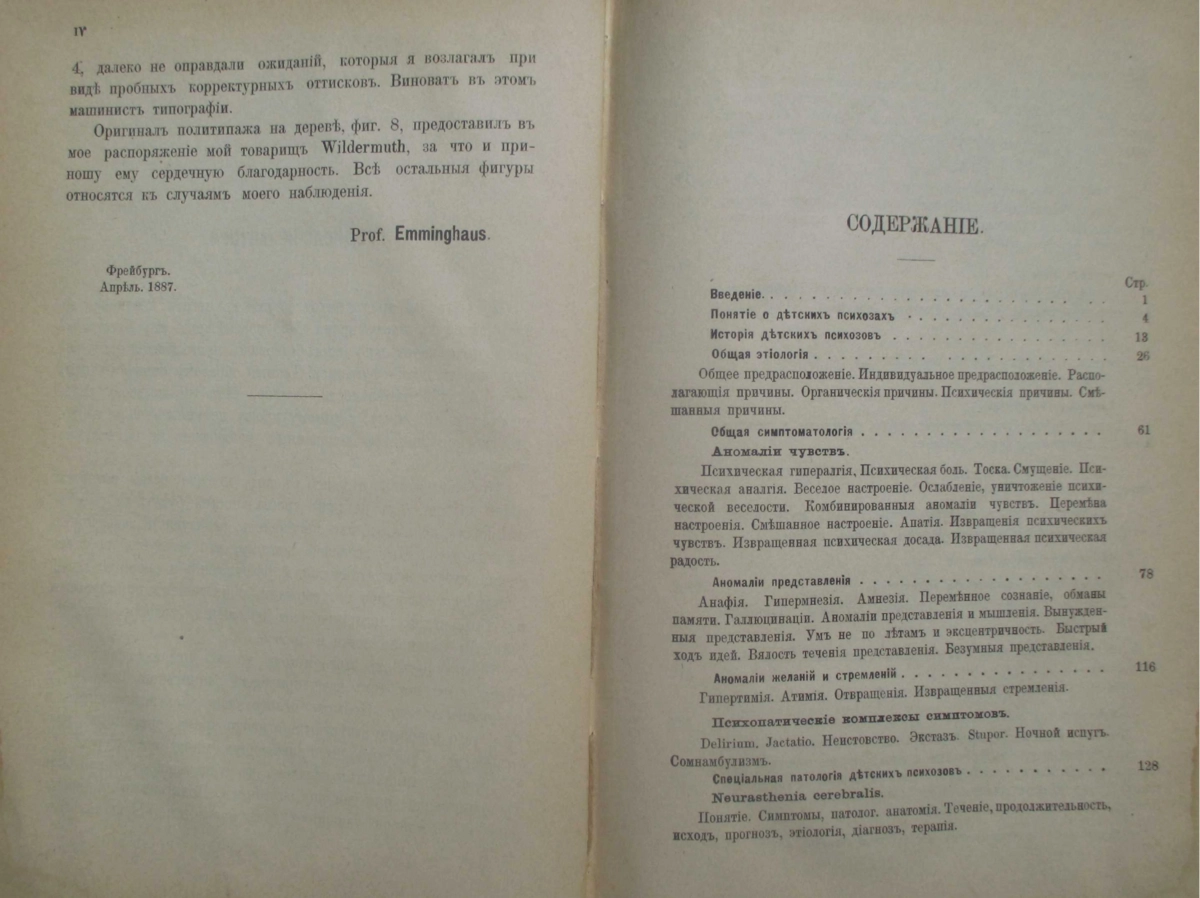 IV
4, далеко не оправдали ожиданій, которыя я возлагалъ при
видѣ пробныхъ корректурныхъ оттисковъ. Виноватъ въ этомъ
машинистъ типографіи.
Оригиналъ политипажа на деревѣ, фиг. 8, предоставилъ въ
мое распоряженіе мой товарищъ Wildermuth, за что и при-
ношу ему сердечную благодарность. Всѣ остальныя фигуры
относятся къ случаямъ моего наблюденія.
Prof. Emminghaus.
Фрейбургъ.
Апрѣль. 1887.
СОДЕРЖАНІЕ.
Стр.
Введеніе. . . . . . . . . . . . . . . . . . . . . . . . 1
Понятіе о дѣтскихъ психозахъ . . . . . . . . . . . . . . . . 4
Исторія дѣтскихъ психозовъ . . . . . . . . . . . . . . . . . 13
Общая этіологія . . . . . . . . . . . . . . . . . . . . . 26
Общее предрасположеніе. Индивидуальное предрасположеніе. Распо-
лагающія причины. Органическія причины. Психическія причины. Смѣ-
шанныя причины.
Общая симптоматологія . . . . . . . . . . . . . . . . . . . 61
Аномаліи чувствъ.
Психическая гипералгія, Психическая боль. Тоска. Смущеніе. Пси-
хическая аналгія. Веселое настроеніе. Ослабленіе, уничтоженіе психи-
ческой веселости. Комбинированныя аномаліи чувствъ. Перемѣна
настроенія. Смѣшанное настроеніе. Апатія. Извращенія психическихъ
чувствъ. Извращенная психическая досада. Извращенная психическая
радость.
Аномаліи представленія . . . . . . . . . . . . . . . . . . . 78
Анафія. Гипермнезія. Амнезія. Перемѣнное сознаніе, обманы
памяти. Галлюцинаціи. Аномаліи представленія и мышленія. Вынужден-
ныя представленія. Умъ не по лѣтамъ и эксцентричность. Быстрый
ходъ идей. Вялость теченія представленія. Безумныя представленія.
Аномаліи желаній и стремленій . . . . . . . . . . . . . . . . 116
Гипертимія. Атимія. Отвращенія. Извращенныя стремленія.
Психопатическіе комплексы симптомовъ.
Delirium. Jactatio. Неистовство. Экстазъ. Stupor. Ночной испугъ.
Сомнамбулизмъ.
Спеціальная патологія дѣтскихъ психозовъ . . . . . . . . . . . 128
Neurasthenia cerebralis.
Понятіе. Симптомы, патолог. анатомія. Теченіе, продолжительность,
исходъ, прогнозъ, этіологія, діагнозъ, терапія.